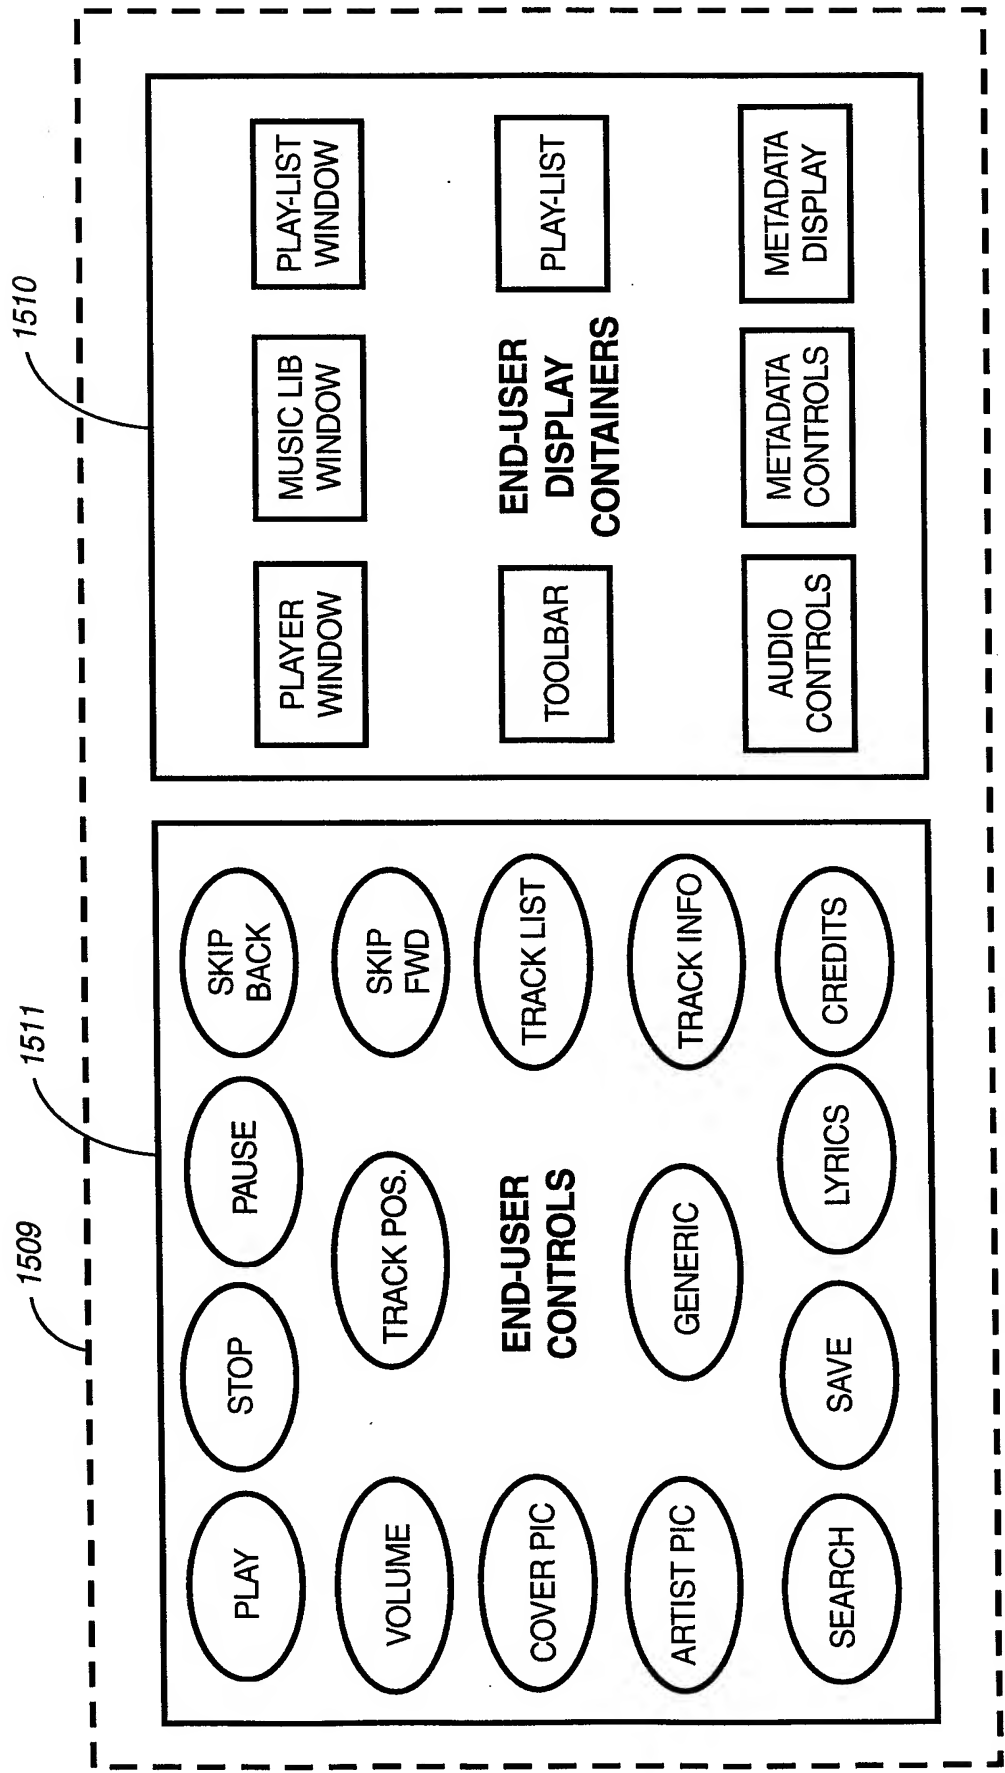 1509
1511
1510
PLAY
STOP
PAUSE
SKIP
BACK
VOLUME
TRACK POS.
SKIP
FWD
COVER PIC
END-USER
CONTROLS
TRACK LIST
ARTIST PIC
GENERIC
TRACK INFO
SEARCH
SAVE
LYRICS
CREDITS
PLAYER
WINDOW
MUSIC LIB
WINDOW
PLAY-LIST
WINDOW
TOOLBAR
END-USER
DISPLAY
CONTAINERS
PLAY-LIST
AUDIO
CONTROLS
METADATA
CONTROLS
METADATA
DISPLAY